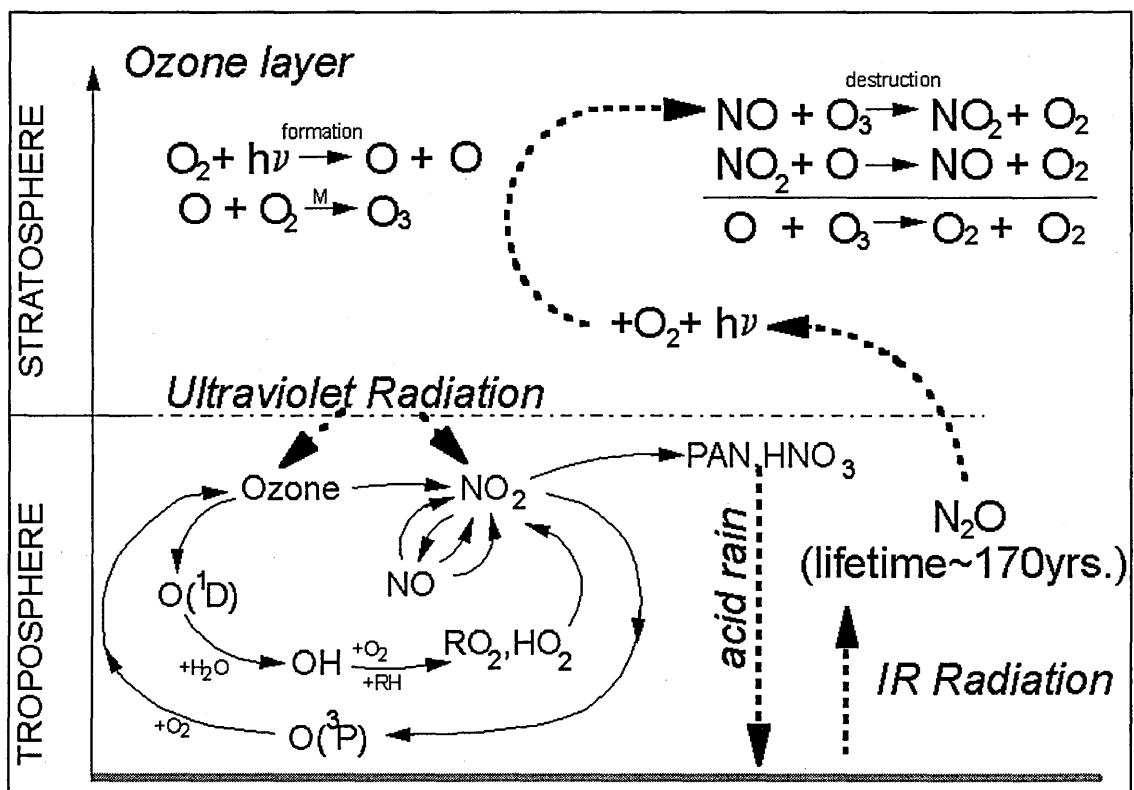 STRATOSPHERE
Ozone layer
formation
O₂ + hν → O + O
O + O₂ M→ O₃
destruction
NO + O₃ → NO₂ + O₂
NO₂ + O → NO + O₂
O + O₃ → O₂ + O₂
+O₂ + hν
Ultraviolet Radiation
TROPOSPHERE
Ozone
NO₂
PAN,HNO₃
NO
N₂O
(lifetime~170yrs.)
O(¹D)
+H₂O
OH
+O₂
+RH
RO₂,HO₂
acid rain
IR Radiation
+O₂
O(³P)